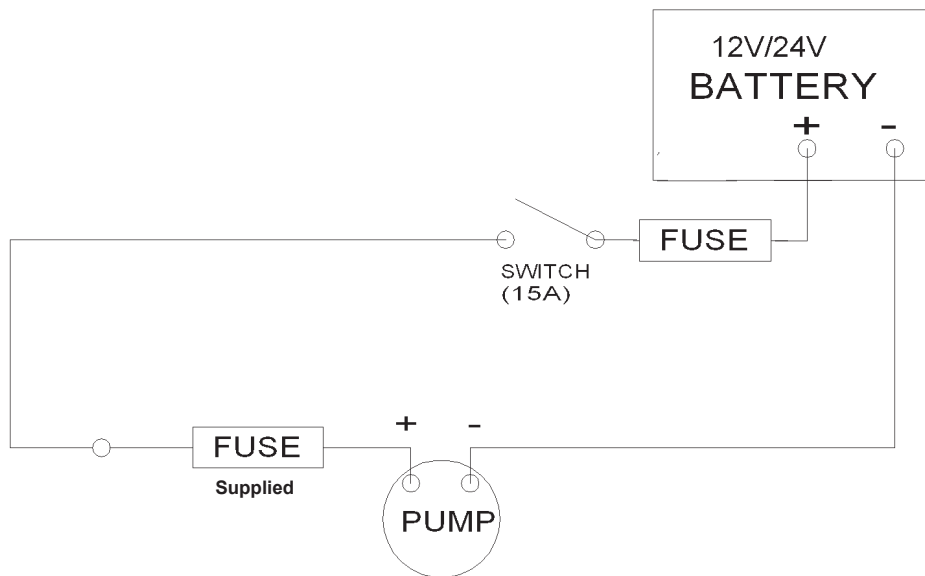 12V/24V
BATTERY
+ -
FUSE
SWITCH
(15A)
+ -
FUSE
Supplied
PUMP